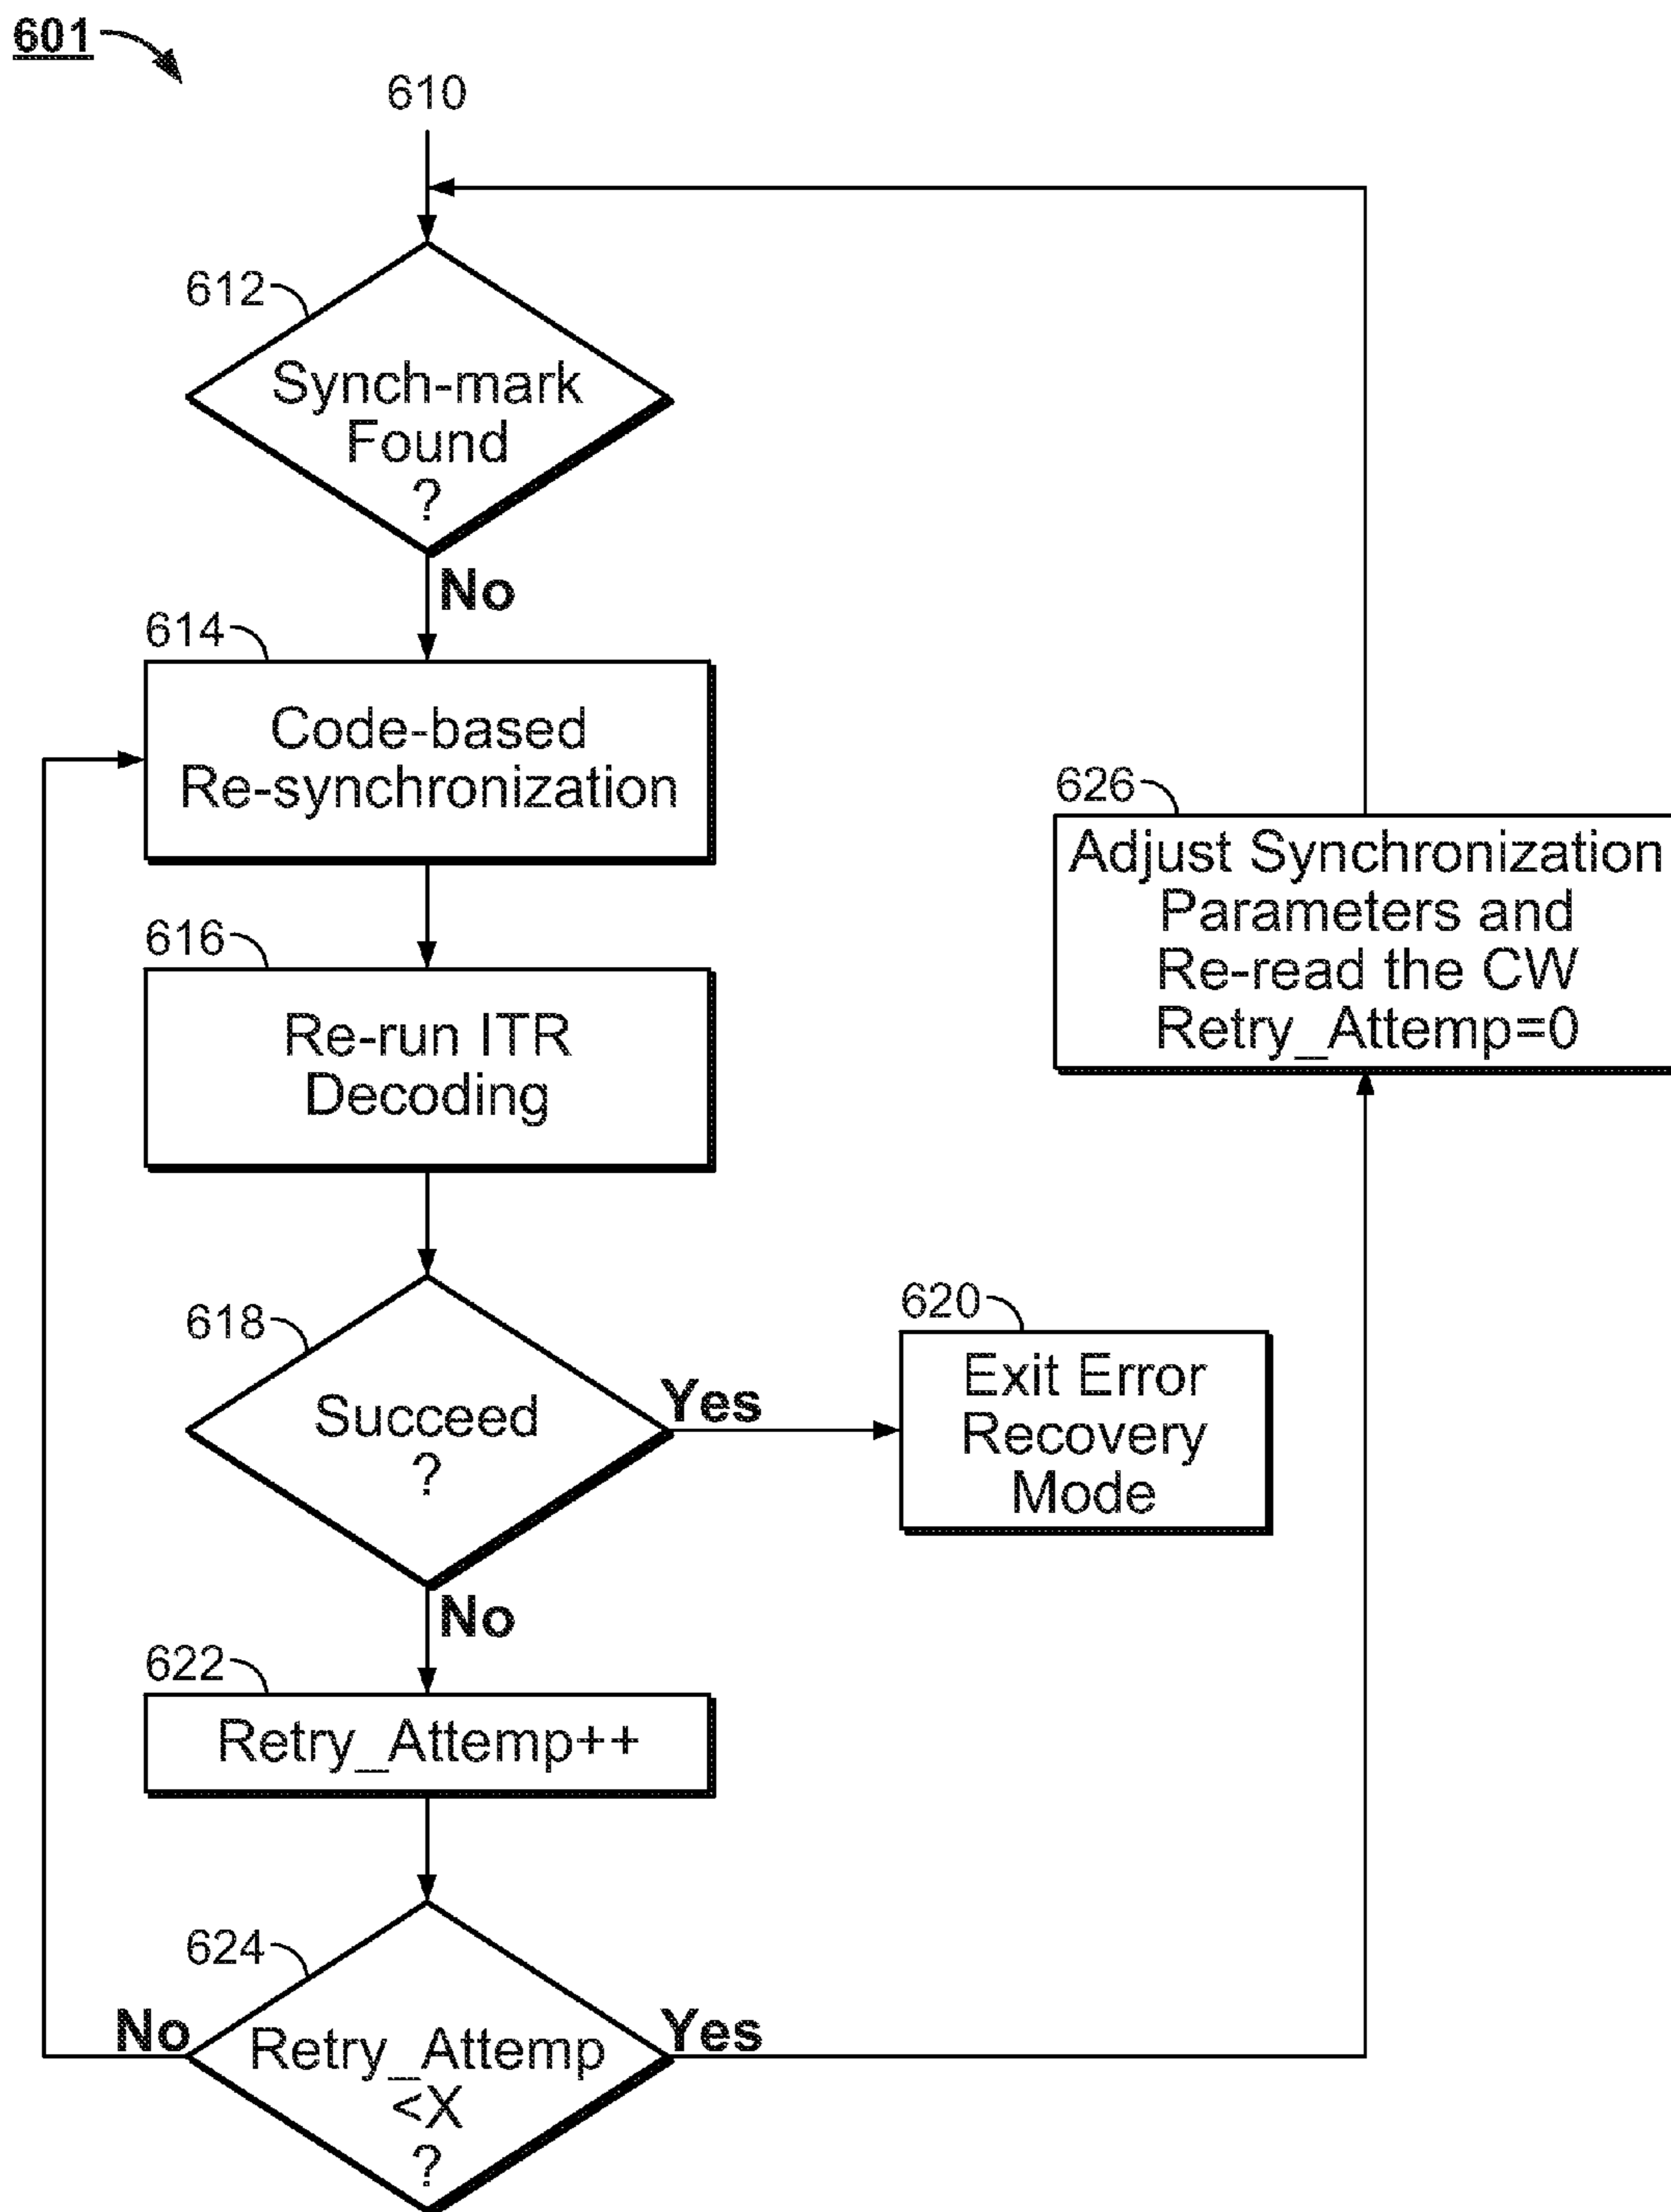 601
610
612
Synch-mark
Found
?
No
614
Code-based
Re-synchronization
626
Adjust Synchronization
Parameters and
Re-read the CW
Retry_Attemp=0
616
Re-run ITR
Decoding
618
Succeed
?
Yes
620
Exit Error
Recovery
Mode
No
622
Retry_Attemp++
624
No
Retry_Attemp
<X
?
Yes